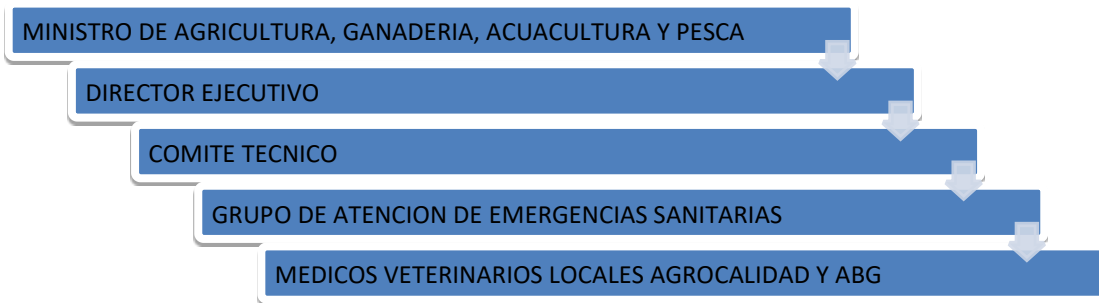 MINISTRO DE AGRICULTURA, GANADERIA, ACUACULTURA Y PESCA
DIRECTOR EJECUTIVO
COMITE TECNICO
GRUPO DE ATENCION DE EMERGENCIAS SANITARIAS
MEDICOS VETERINARIOS LOCALES AGROCALIDAD Y ABG